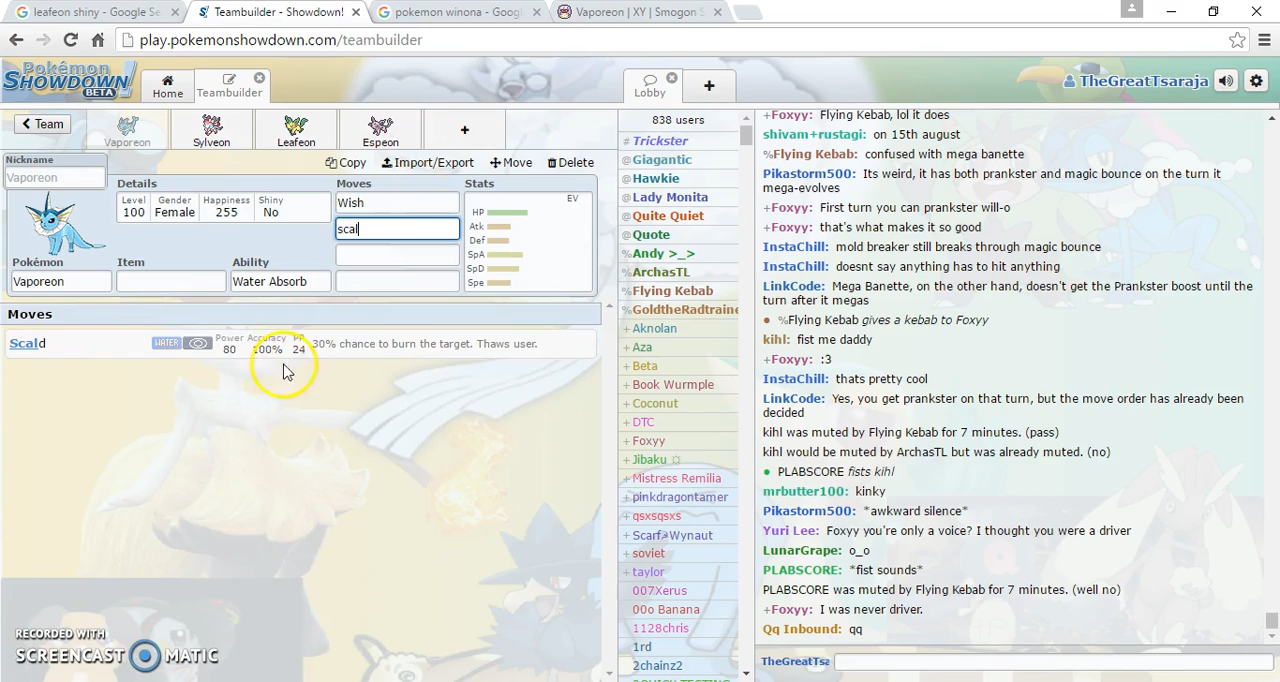 leafeon shiny - Google Se
Teambuilder - Showdown!
pokemon winona - Goog
Vaporeon | XY | Smogon S
play.pokemonshowdown.com/teambuilder
Pokémon
SHOWDOWN
BETA
Home
Teambuilder
Lobby
TheGreatTsaraja
< Team
Vaporeon
Sylveon
Leafeon
Espeon
Copy
Import/Export
Move
Delete
Nickname
Vaporeon
Details
Level
100
Gender
Female
Happiness
255
Shiny
No
Pokémon
Vaporeon
Item
Ability
Water Absorb
Moves
Wish
scal
Stats
EV
HP
Atk
Def
SpA
SpD
Spe
Moves
Scald
WATER
Power
80
Accuracy
100%
PP
24
30% chance to burn the target. Thaws user.
RECORDED WITH
SCREENCAST MATIC
838 users
# Trickster
@Giagantic
@Hawkie
@Lady Monita
@Quite Quiet
@Quote
%Andy >_>
%ArchasTL
%Flying Kebab
%GoldtheRadtraine
+Aknolan
+Aza
+Beta
+Book Wurmple
+Coconut
+DTC
+Foxyy
+Jibaku
+Mistress Remilia
+pinkdragontamer
+qsxsqsxs
+Scarf Wynaut
+soviet
+taylor
007Xerus
00o Banana
1128chris
1rd
2chainz2
+Foxyy: Flying Kebab, lol it does
shivam+rustagi: on 15th august
%Flying Kebab: confused with mega banette
Pikastorm500: Its weird, it has both prankster and magic bounce on the turn it
mega-evolves
+Foxyy: First turn you can prankster will-o
+Foxyy: that's what makes it so good
InstaChill: mold breaker still breaks through magic bounce
InstaChill: doesnt say anything has to hit anything
LinkCode: Mega Banette, on the other hand, doesn't get the Prankster boost until the
turn after it megas
• %Flying Kebab gives a kebab to Foxyy
kihl: fist me daddy
+Foxyy: :3
InstaChill: thats pretty cool
LinkCode: Yes, you get prankster on that turn, but the move order has already been
decided
kihl was muted by Flying Kebab for 7 minutes. (pass)
kihl would be muted by ArchasTL but was already muted. (no)
• PLABSCORE fists kihl
mrbutter100: kinky
Pikastorm500: *awkward silence*
Yuri Lee: Foxyy you're only a voice? I thought you were a driver
LunarGrape: o_o
PLABSCORE: *fist sounds*
PLABSCORE was muted by Flying Kebab for 7 minutes. (well no)
+Foxyy: I was never driver.
Qq Inbound: qq
TheGreatTsa